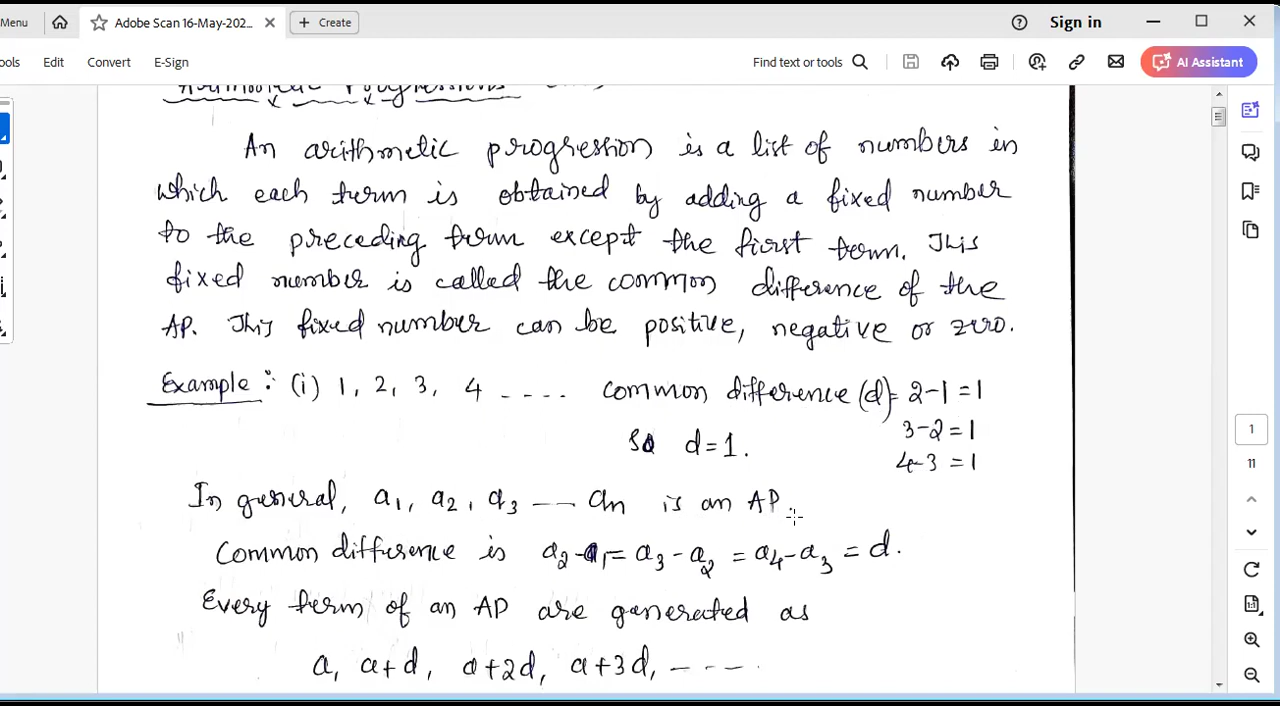 Menu
Adobe Scan 16-May-202...
+ Create
Sign in
ols
Edit
Convert
E-Sign
Find text or tools
AI Assistant
Arithmetic Progressions
An arithmetic progression is a list of numbers in
which each term is obtained by adding a fixed number
to the preceding term except the first term. This
fixed number is called the common difference of the
AP. This fixed number can be positive, negative or zero.
Example : (i) 1, 2, 3, 4 ..... common difference (d) = 2-1 = 1
3-2 = 1
So d = 1.
4-3 = 1
In general, a1, a2, a3 --- an is an AP.
Common difference is a2 - a1 = a3 - a2 = a4 - a3 = d.
Every term of an AP are generated as
a, a+d, a+2d, a+3d, ----.
1
11